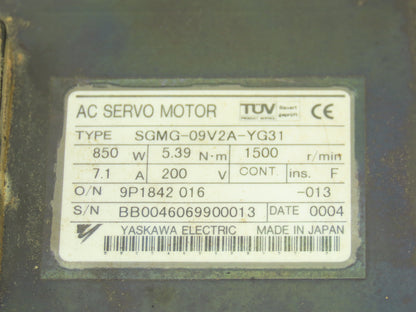 AC SERVO MOTOR TÜV CE
TYPE SGMG-09V2A-YG31
850 W 5.39 N·m 1500 r/min
7.1 A 200 V CONT. ins. F
O/N 9P1842 016 -013
S/N BB0046069900013 DATE 0004
YASKAWA ELECTRIC MADE IN JAPAN